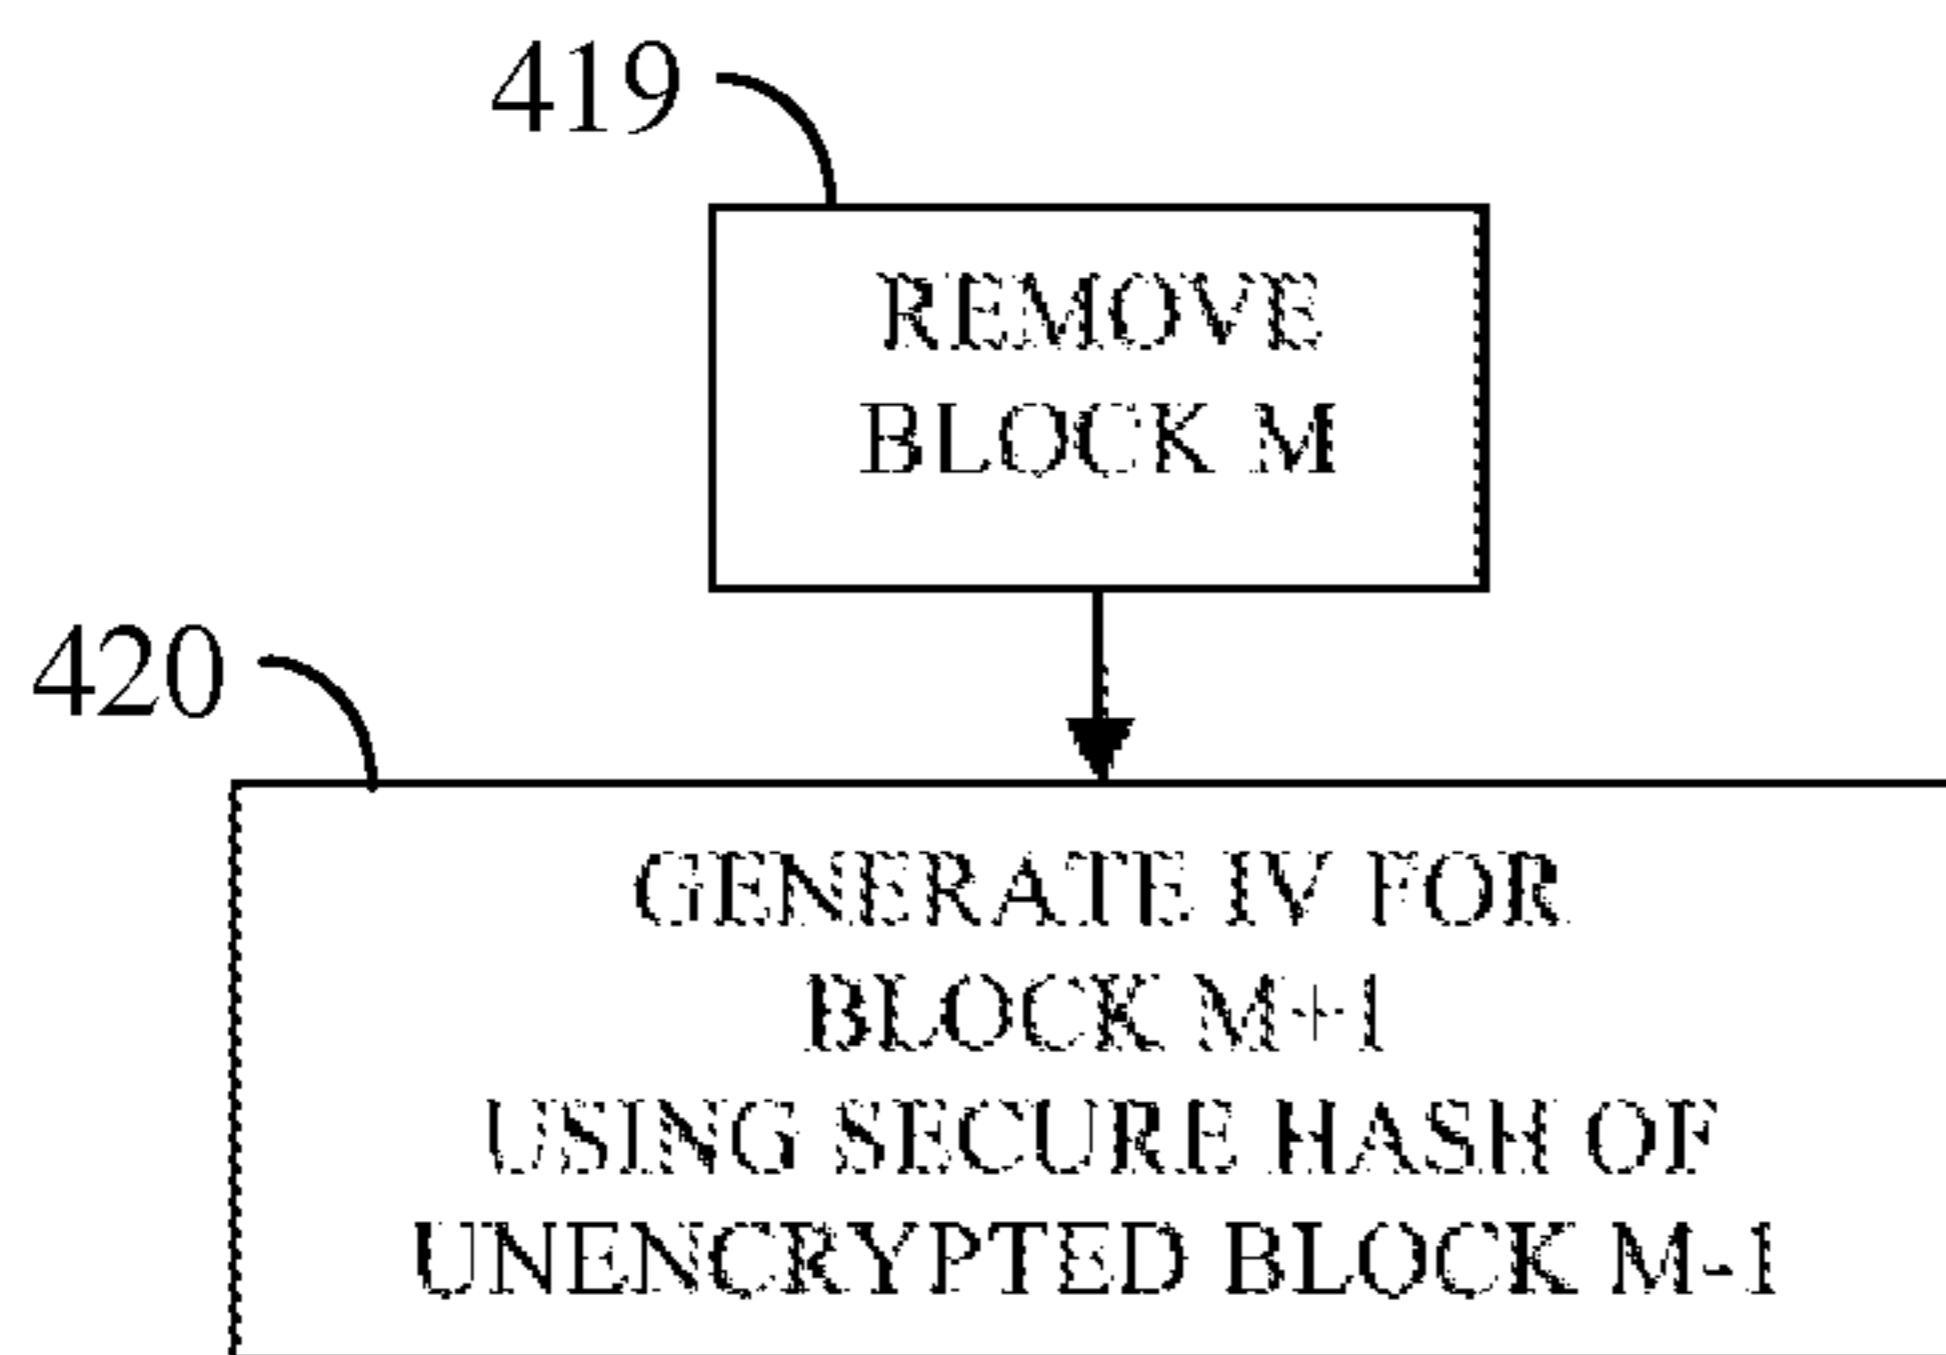 419
REMOVE
BLOCK M
420
GENERATE IV FOR
BLOCK M+1
USING SECURE HASH OF
UNENCRYPTED BLOCK M-1